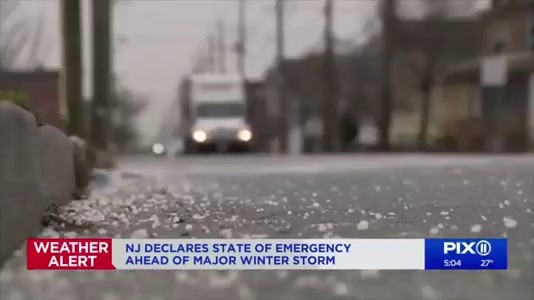 WEATHER
ALERT
NJ DECLARES STATE OF EMERGENCY
AHEAD OF MAJOR WINTER STORM
PIX11
5:04 27°